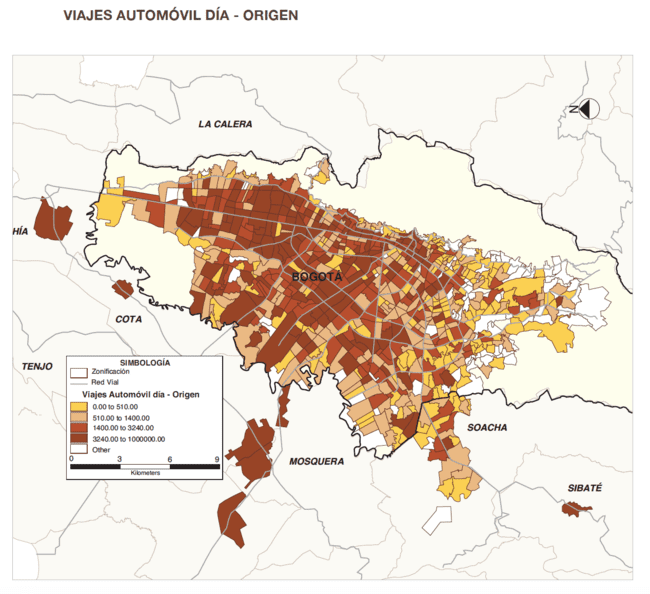 VIAJES AUTOMÓVIL DÍA - ORIGEN
N
LA CALERA
HÍA
BOGOTÁ
COTA
TENJO
SIMBOLOGÍA
Zonificación
Red Vial
Viajes Automóvil día - Origen
0.00 to 510.00
510.00 to 1400.00
1400.00 to 3240.00
3240.00 to 1000000.00
Other
0 3 6 9
Kilometers
SOACHA
MOSQUERA
SIBATÉ